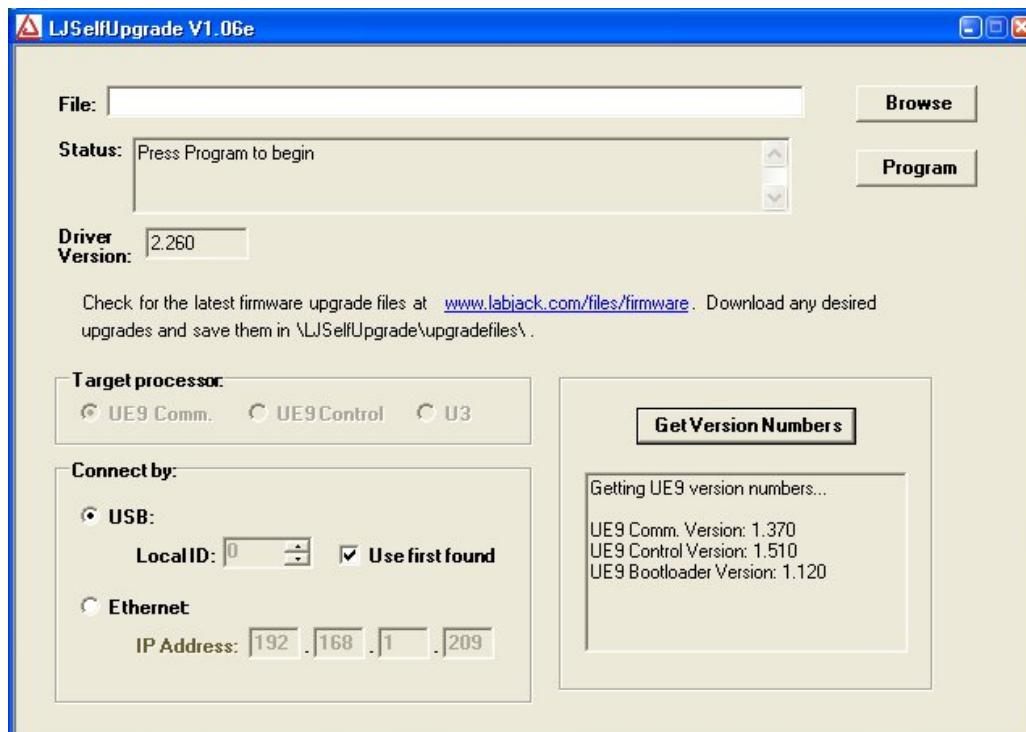 LJSelfUpgrade V1.06e
File:
Browse
Status: Press Program to begin
Program
Driver
Version: 2.260
Check for the latest firmware upgrade files at www.labjack.com/files/firmware. Download any desired
upgrades and save them in \LJSelfUpgrade\upgradefiles\.
Target processor:
UE9 Comm. UE9 Control U3
Connect by:
USB:
Local ID: 0 Use first found
Ethernet:
IP Address: 192 . 168 . 1 . 209
Get Version Numbers
Getting UE9 version numbers...
UE9 Comm. Version: 1.370
UE9 Control Version: 1.510
UE9 Bootloader Version: 1.120